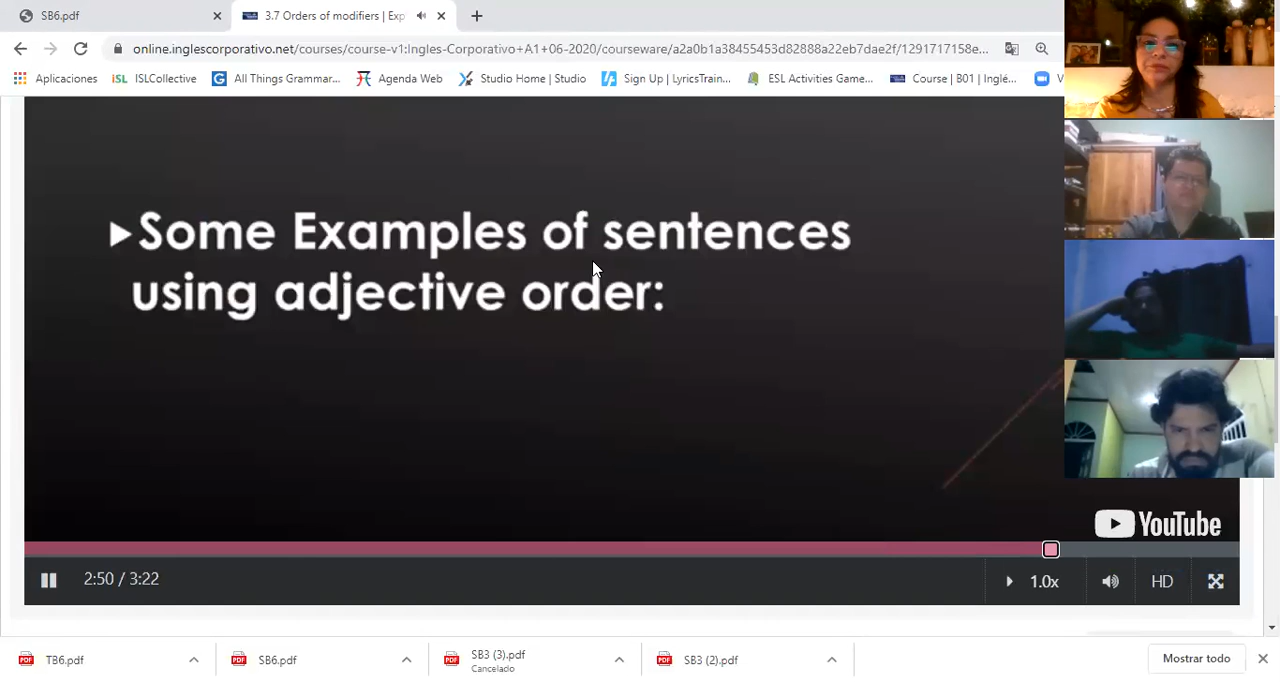 SB6.pdf
3.7 Orders of modifiers | Exp
online.inglescorporativo.net/courses/course-v1:Ingles-Corporativo+A1+06-2020/courseware/a2a0b1a38455453d82888a22eb7dae2f/1291717158e...
Aplicaciones iSL ISLCollective All Things Grammar... Agenda Web Studio Home | Studio Sign Up | LyricsTrain... ESL Activities Game... Course | B01 | Inglé... V
Some Examples of sentences
using adjective order:
YouTube
2:50 / 3:22 1.0x HD
TB6.pdf SB6.pdf SB3 (3).pdf SB3 (2).pdf Mostrar todo
Cancelado